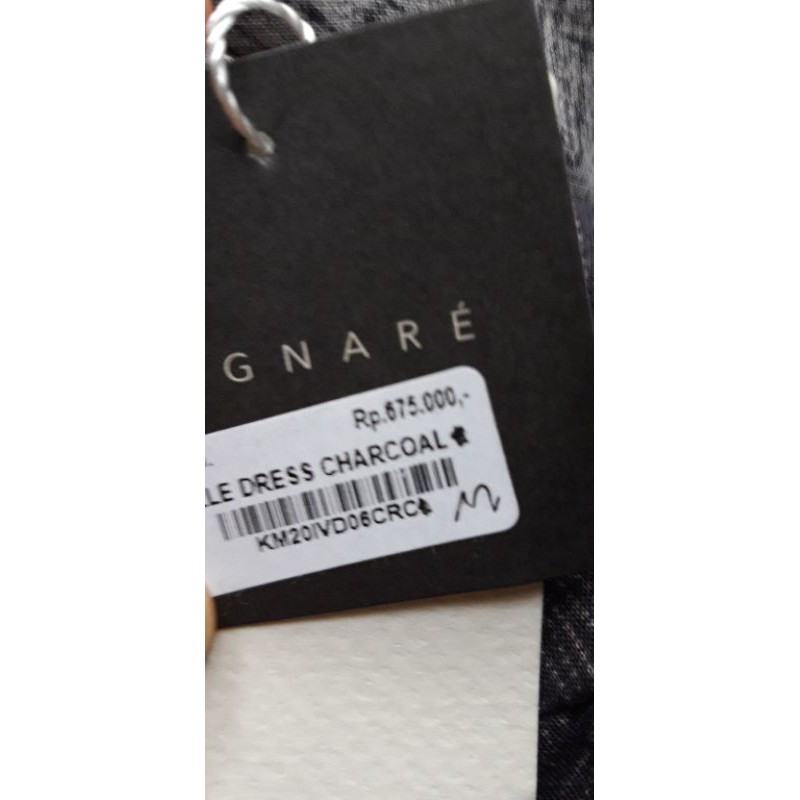 GNARÉ
Rp.675.000,-
LE DRESS CHARCOAL
KM20IVD06CRC
M